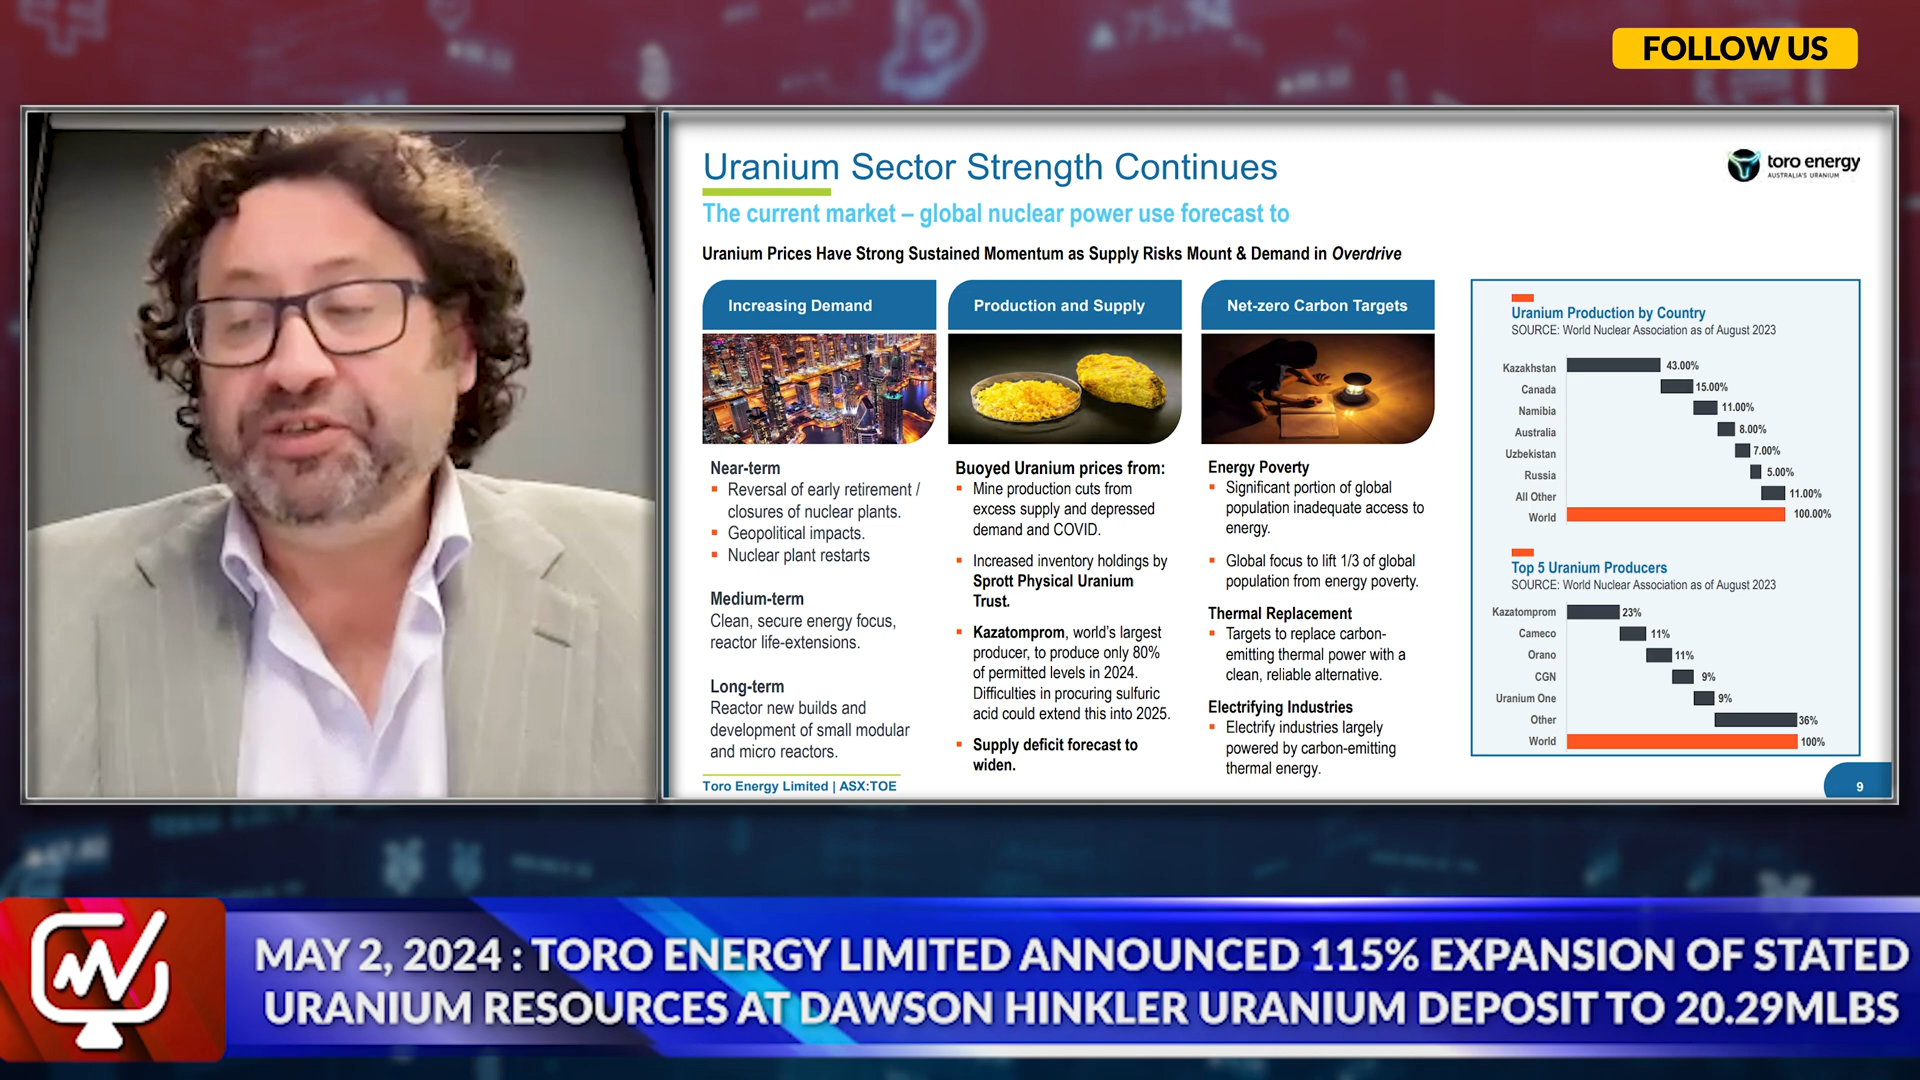 FOLLOW US
Uranium Sector Strength Continues
toro energy
AUSTRALIA'S URANIUM
The current market – global nuclear power use forecast to
Uranium Prices Have Strong Sustained Momentum as Supply Risks Mount & Demand in Overdrive
Increasing Demand
Near-term
Reversal of early retirement /
closures of nuclear plants.
Geopolitical impacts.
Nuclear plant restarts
Medium-term
Clean, secure energy focus,
reactor life-extensions.
Long-term
Reactor new builds and
development of small modular
and micro reactors.
Production and Supply
Buoyed Uranium prices from:
Mine production cuts from
excess supply and depressed
demand and COVID.
Increased inventory holdings by
Sprott Physical Uranium
Trust.
Kazatomprom, world's largest
producer, to produce only 80%
of permitted levels in 2024.
Difficulties in procuring sulfuric
acid could extend this into 2025.
Supply deficit forecast to
widen.
Net-zero Carbon Targets
Energy Poverty
Significant portion of global
population inadequate access to
energy.
Global focus to lift 1/3 of global
population from energy poverty.
Thermal Replacement
Targets to replace carbon-
emitting thermal power with a
clean, reliable alternative.
Electrifying Industries
Electrify industries largely
powered by carbon-emitting
thermal energy.
Uranium Production by Country
SOURCE: World Nuclear Association as of August 2023
Kazakhstan 43.00%
Canada 15.00%
Namibia 11.00%
Australia 8.00%
Uzbekistan 7.00%
Russia 5.00%
All Other 11.00%
World 100.00%
Top 5 Uranium Producers
SOURCE: World Nuclear Association as of August 2023
Kazatomprom 23%
Cameco 11%
Orano 11%
CGN 9%
Uranium One 9%
Other 36%
World 100%
Toro Energy Limited | ASX:TOE
9
MAY 2, 2024 : TORO ENERGY LIMITED ANNOUNCED 115% EXPANSION OF STATED
URANIUM RESOURCES AT DAWSON HINKLER URANIUM DEPOSIT TO 20.29MLBS